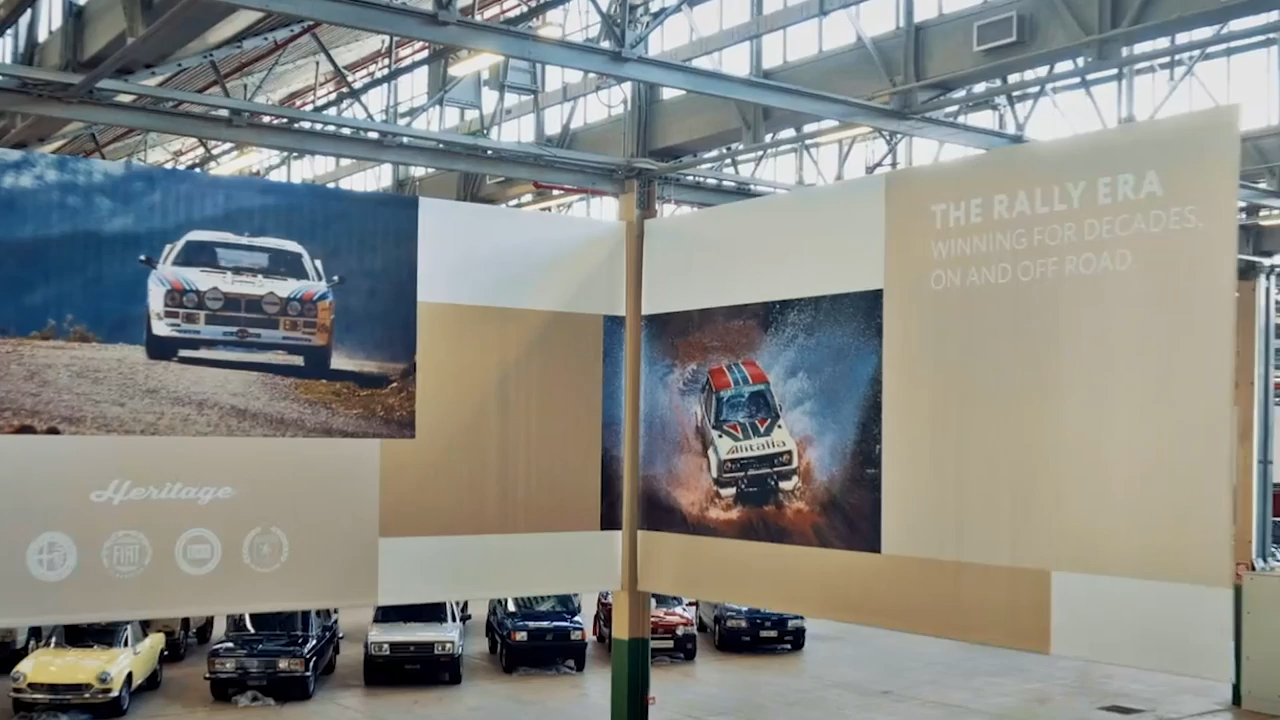 THE RALLY ERA
WINNING FOR DECADES,
ON AND OFF ROAD.
Alitalia
Heritage
FIAT